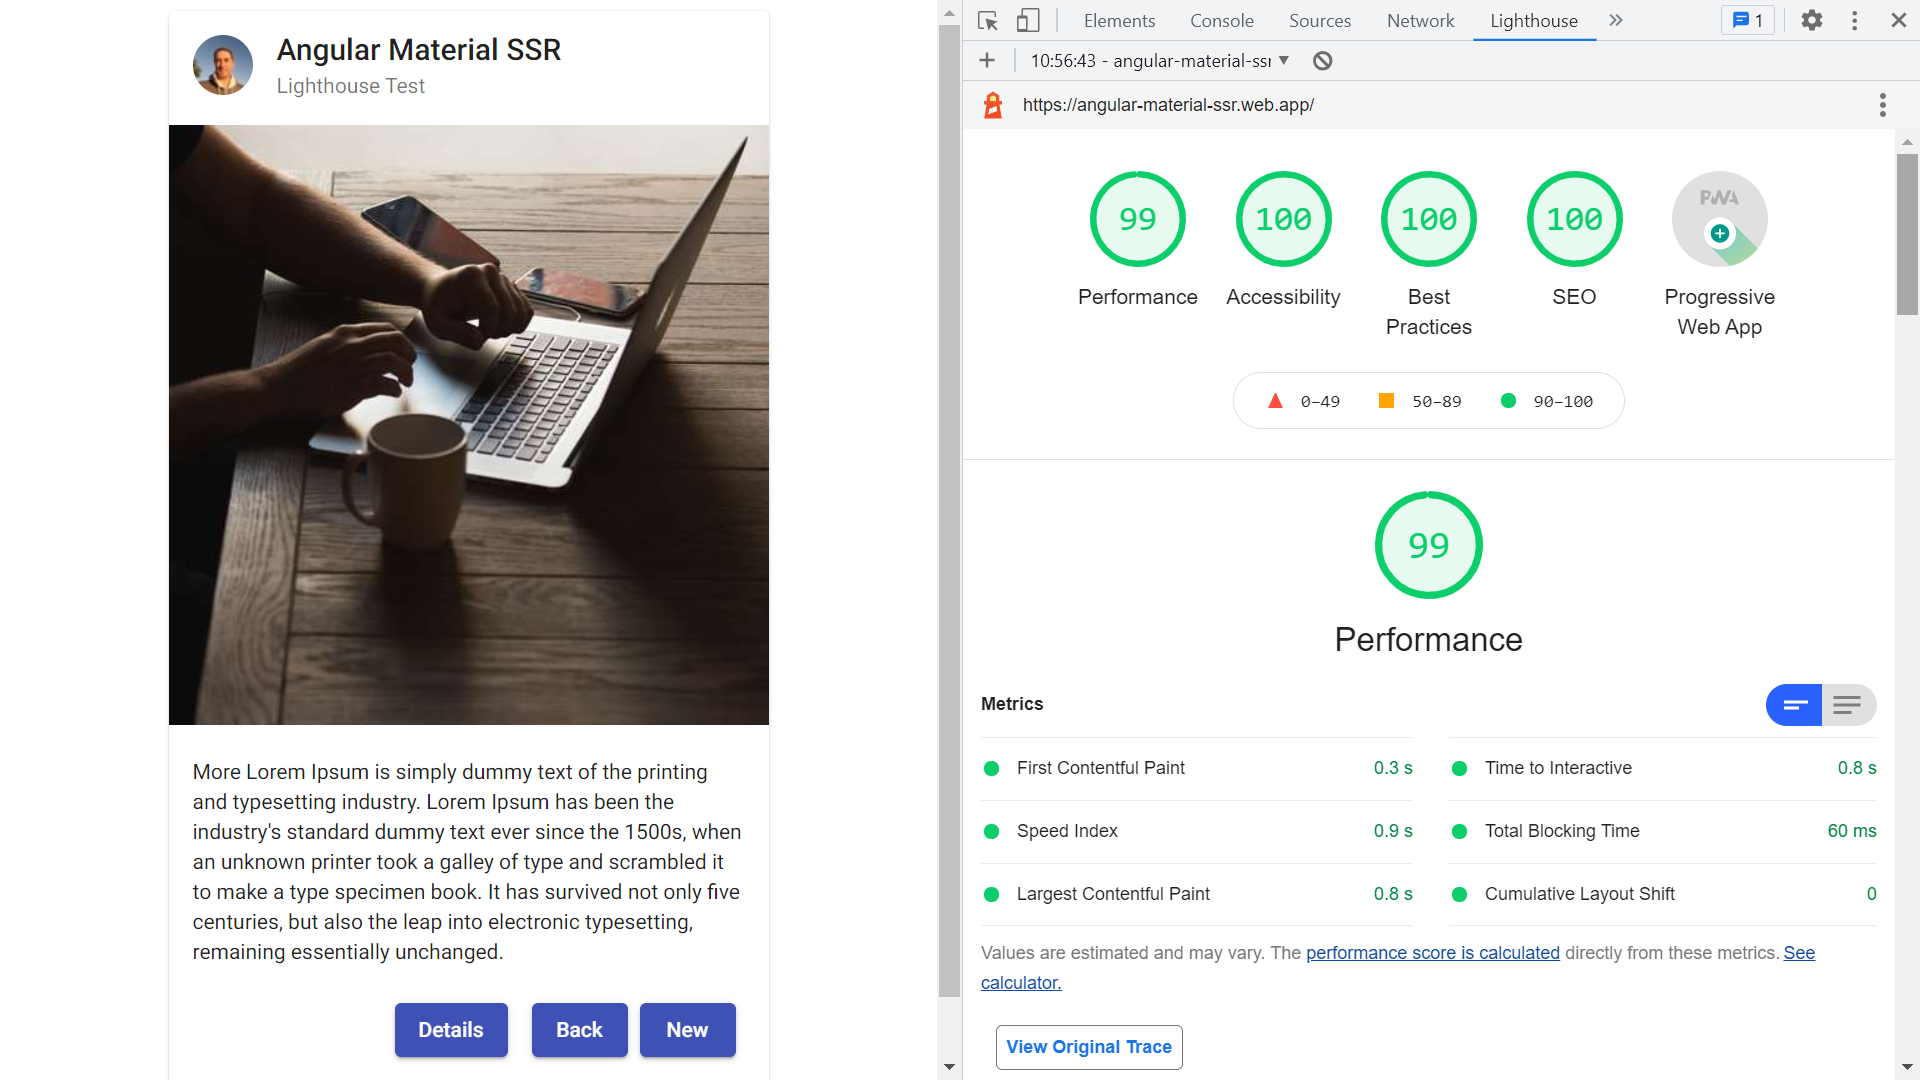 Angular Material SSR
Lighthouse Test
More Lorem Ipsum is simply dummy text of the printing
and typesetting industry. Lorem Ipsum has been the
industry's standard dummy text ever since the 1500s, when
an unknown printer took a galley of type and scrambled it
to make a type specimen book. It has survived not only five
centuries, but also the leap into electronic typesetting,
remaining essentially unchanged.
Details Back New
Elements Console Sources Network Lighthouse 1
10:56:43 - angular-material-ssr
https://angular-material-ssr.web.app/
99 100 100 100 PWA
Performance Accessibility Best Practices SEO Progressive Web App
0–49 50–89 90–100
99
Performance
Metrics
First Contentful Paint 0.3 s
Time to Interactive 0.8 s
Speed Index 0.9 s
Total Blocking Time 60 ms
Largest Contentful Paint 0.8 s
Cumulative Layout Shift 0
Values are estimated and may vary. The performance score is calculated directly from these metrics. See
calculator.
View Original Trace